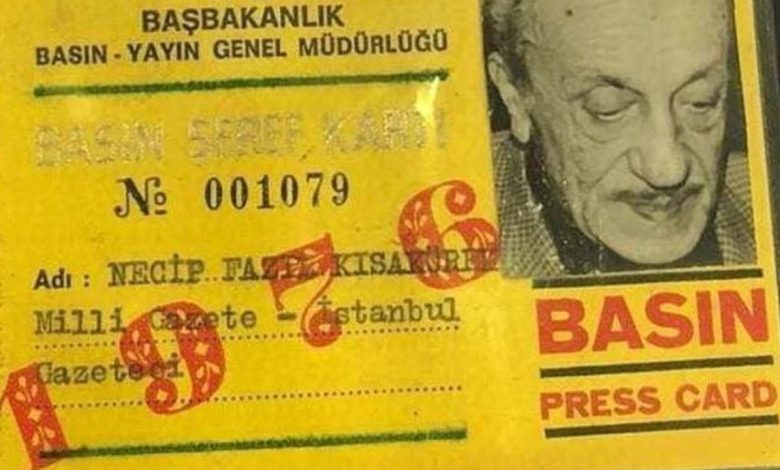 BAŞBAKANLIK
BASIN - YAYIN GENEL MÜDÜRLÜĞÜ
BASIN ŞEREF KARTI
№ 001079
1976
Adı : NECİP FAZIL KISAKÜREK
Milli Gazete - İstanbul
Gazeteci
BASIN
PRESS CARD